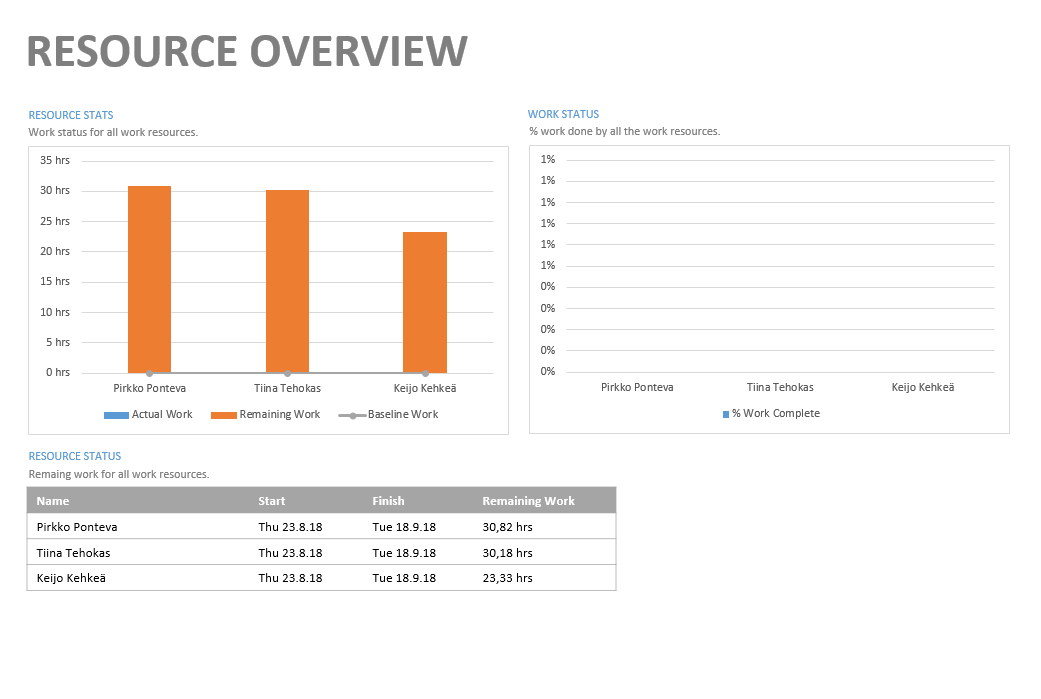 RESOURCE OVERVIEW
RESOURCE STATS
Work status for all work resources.
35 hrs
30 hrs
25 hrs
20 hrs
15 hrs
10 hrs
5 hrs
0 hrs
Pirkko Ponteva Tiina Tehokas Keijo Kehkeä
Actual Work Remaining Work Baseline Work
WORK STATUS
% work done by all the work resources.
1%
1%
1%
1%
1%
1%
0%
0%
0%
0%
0%
Pirkko Ponteva Tiina Tehokas Keijo Kehkeä
% Work Complete
RESOURCE STATUS
Remaing work for all work resources.
Name Start Finish Remaining Work
Pirkko Ponteva Thu 23.8.18 Tue 18.9.18 30,82 hrs
Tiina Tehokas Thu 23.8.18 Tue 18.9.18 30,18 hrs
Keijo Kehkeä Thu 23.8.18 Tue 18.9.18 23,33 hrs